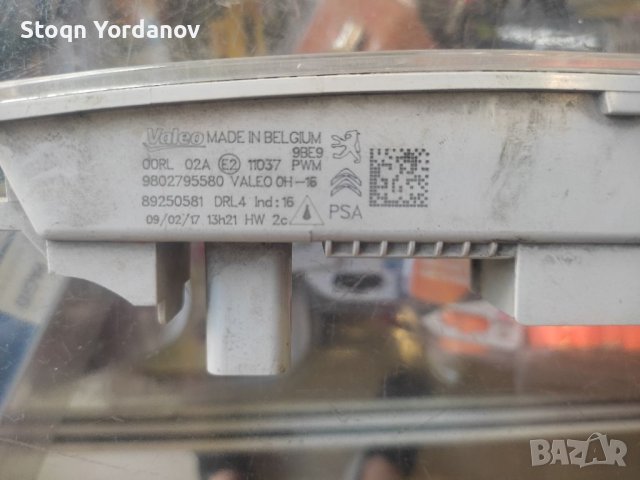 Stoqn Yordanov
Valeo MADE IN BELGIUM
9BE9
00RL 02A E2 11037 PWM
9802795580 VALEO 0H-16
89250581 DRL4 Ind:16
PSA
09/02/17 13h21 HW 2c
BAZAR